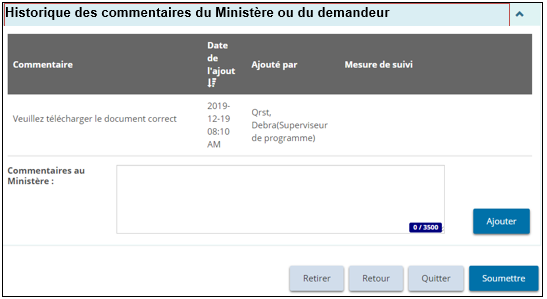 Historique des commentaires du Ministère ou du demandeur
Commentaire
Date
de
l'ajout
Ajouté par
Mesure de suivi
Veuillez télécharger le document correct
2019-
12-19
08:10
AM
Qrst,
Debra(Superviseur
de programme)
Commentaires au
Ministère :
0 / 3500
Ajouter
Retirer
Retour
Quitter
Soumettre